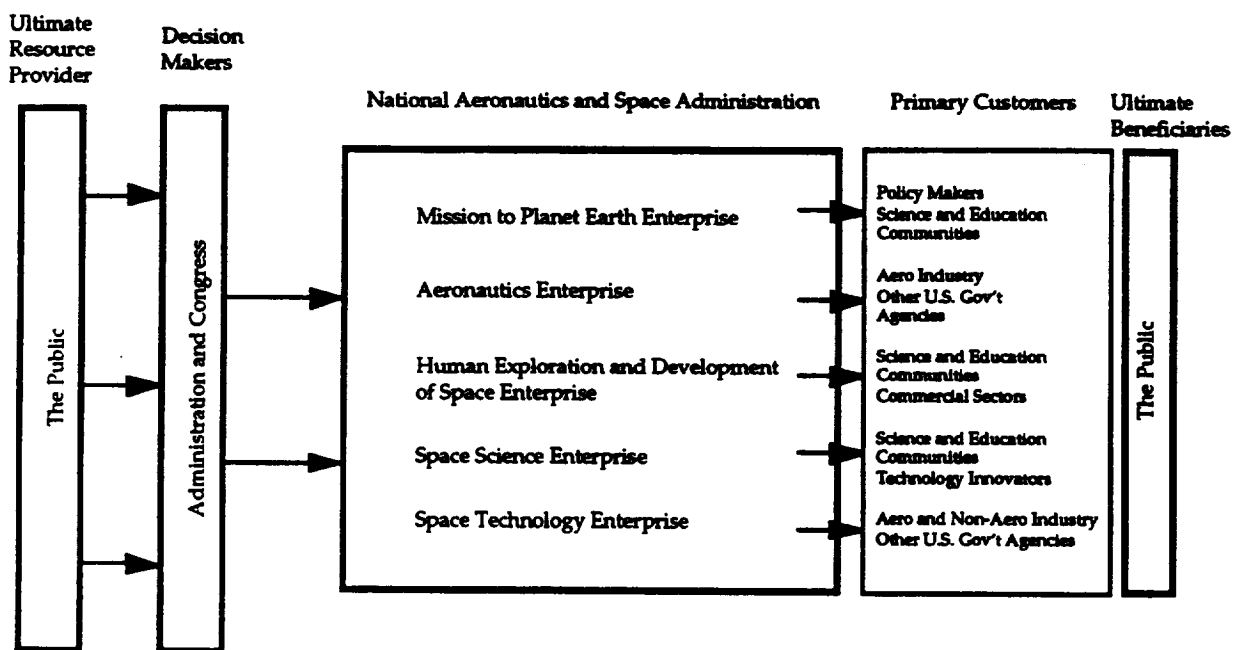 Ultimate
Resource
Provider
Decision
Makers
National Aeronautics and Space Administration
Primary Customers
Ultimate
Beneficiaries
The Public
Administration and Congress
Mission to Planet Earth Enterprise
Aeronautics Enterprise
Human Exploration and Development
of Space Enterprise
Space Science Enterprise
Space Technology Enterprise
Policy Makers
Science and Education
Communities
Aero Industry
Other U.S. Gov't
Agencies
Science and Education
Communities
Commercial Sectors
Science and Education
Communities
Technology Innovators
Aero and Non-Aero Industry
Other U.S. Gov't Agencies
The Public